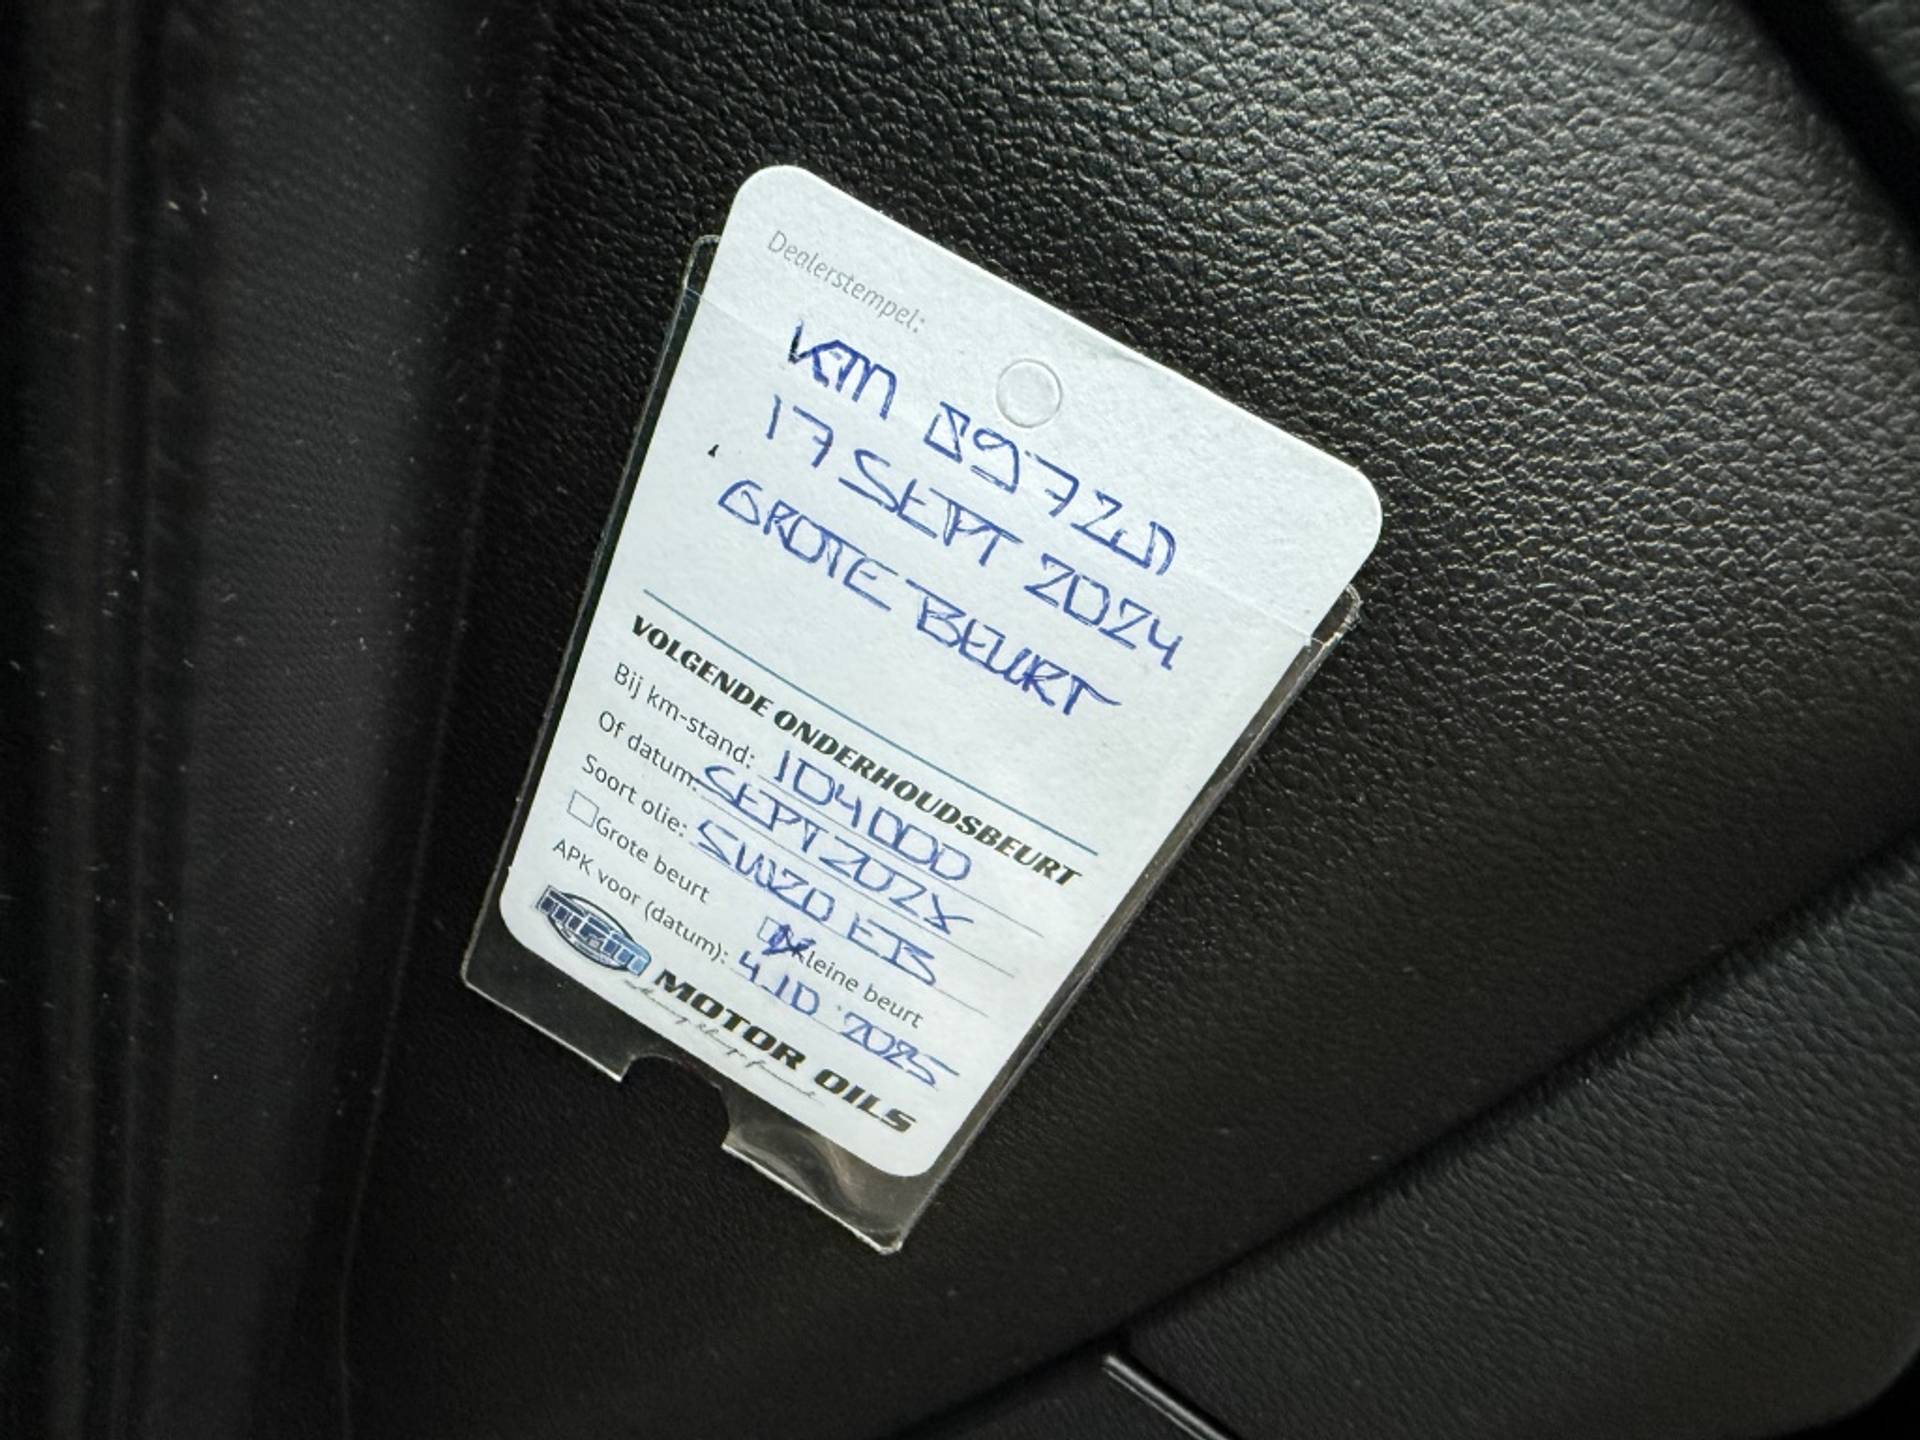 Dealerstempel:
KM 89720
17 SEPT 2024
GROTE BEURT
VOLGENDE ONDERHOUDSBEURT
Bij km-stand: 104000
Of datum: SEPT 2025
Soort olie: 5W20 EB
Grote beurt Kleine beurt
APK voor (datum): 4.10 '2025
MOTOR OILS